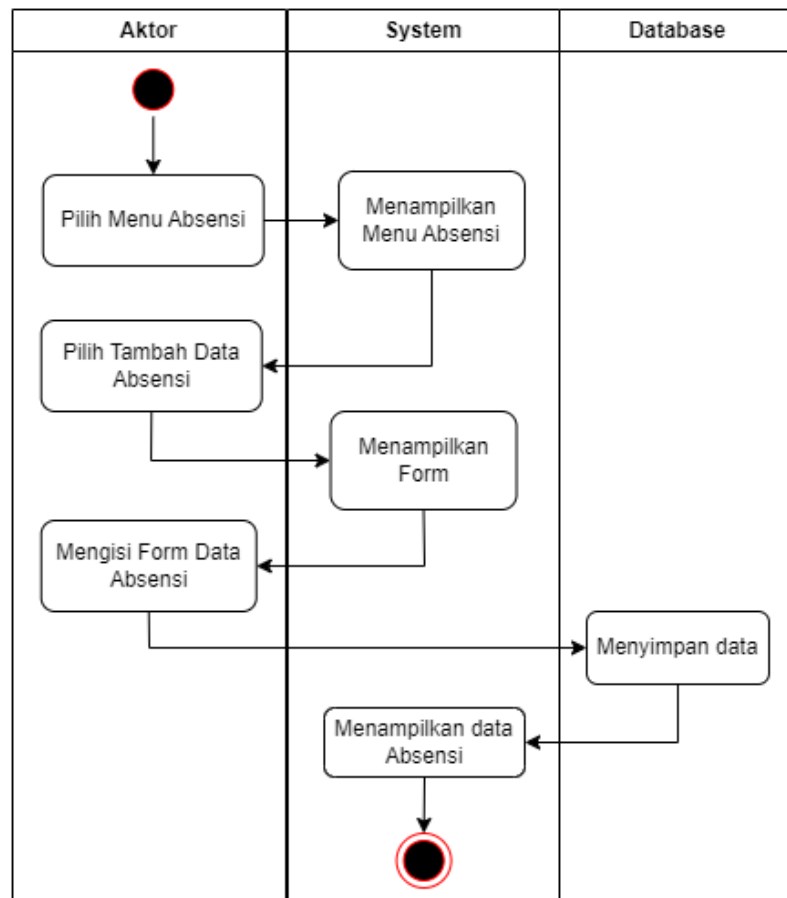 Aktor
System
Database
Pilih Menu Absensi
Menampilkan
Menu Absensi
Pilih Tambah Data
Absensi
Menampilkan
Form
Mengisi Form Data
Absensi
Menyimpan data
Menampilkan data
Absensi